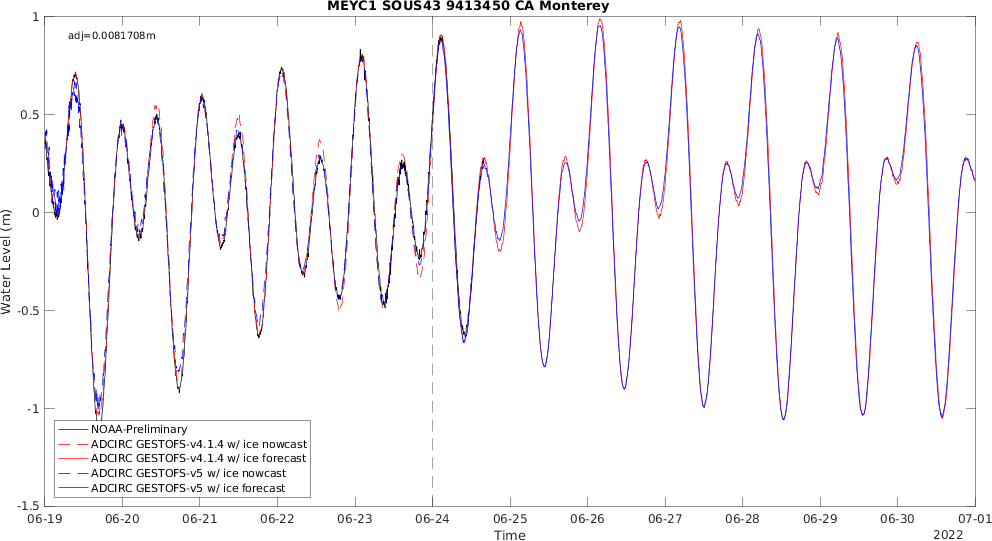 MEYC1 SOUS43 9413450 CA Monterey
adj=0.0081708m
1
0.5
0
-0.5
-1
-1.5
Water Level (m)
NOAA-Preliminary
ADCIRC GESTOFS-v4.1.4 w/ ice nowcast
ADCIRC GESTOFS-v4.1.4 w/ ice forecast
ADCIRC GESTOFS-v5 w/ ice nowcast
ADCIRC GESTOFS-v5 w/ ice forecast
06-19 06-20 06-21 06-22 06-23 06-24 06-25 06-26 06-27 06-28 06-29 06-30 07-01
Time
2022